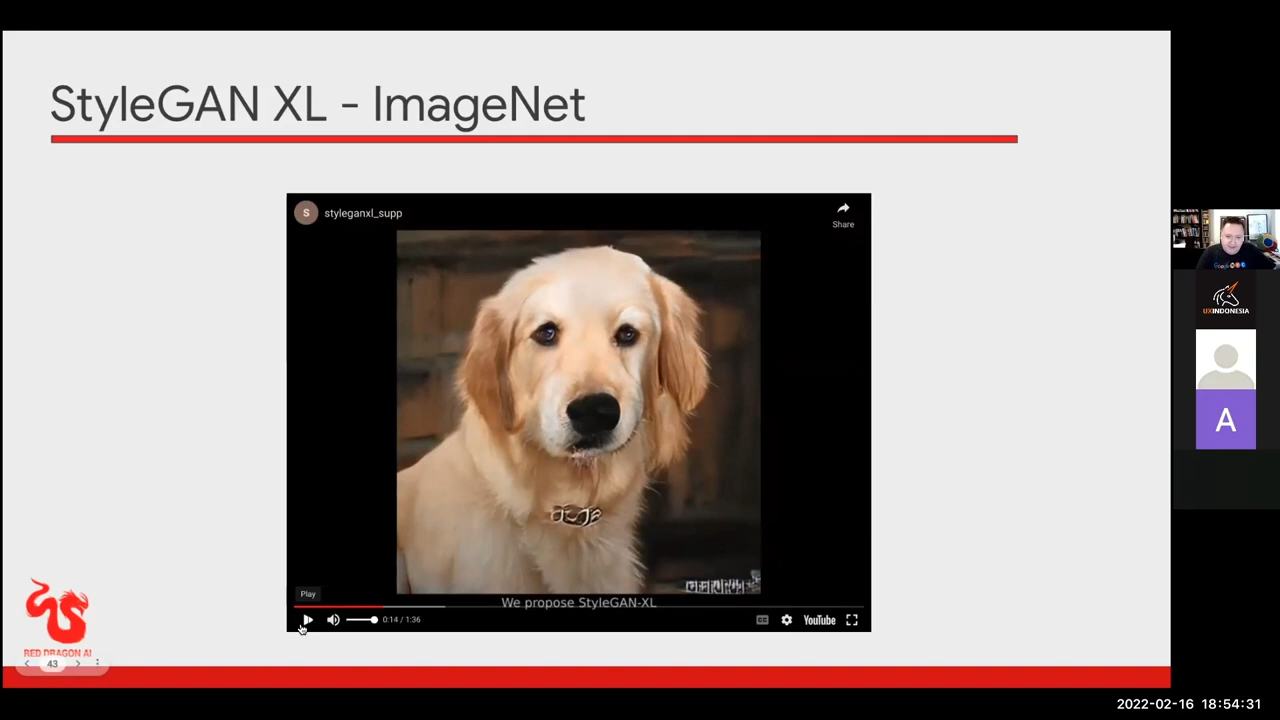 StyleGAN XL - ImageNet
S
styleganxl_supp
Share
UXINDONESIA
A
Play
We propose StyleGAN-XL
0:14 / 1:36
YouTube
RED DRAGON AI
43
2022-02-16 18:54:31